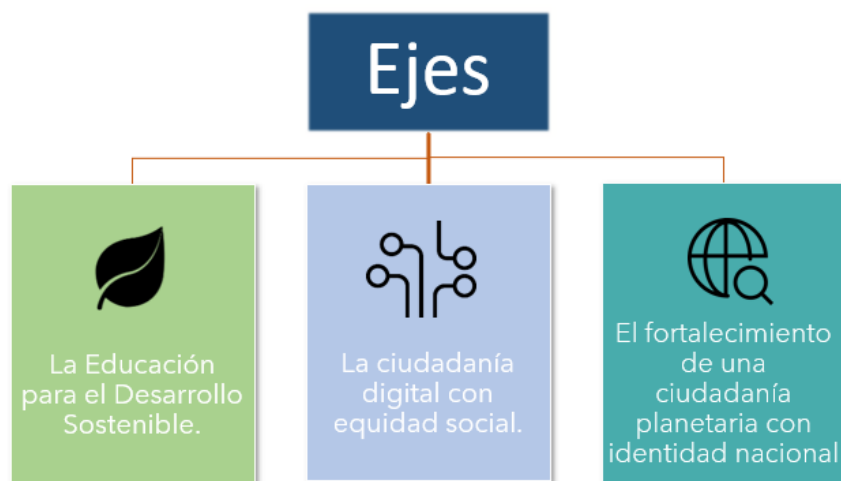 Ejes
La Educación
para el Desarrollo
Sostenible.
La ciudadanía
digital con
equidad social.
El fortalecimiento
de una
ciudadanía
planetaria con
identidad nacional